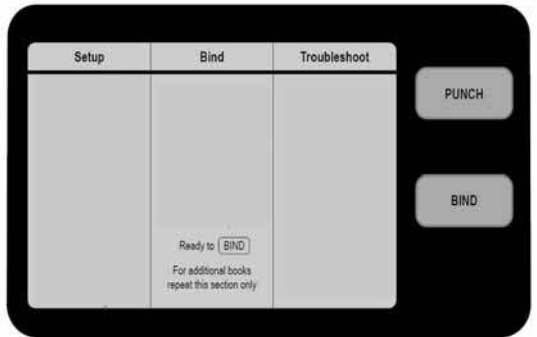 Setup Bind Troubleshoot
PUNCH
BIND
Ready to BIND
For additional books
repeat this section only